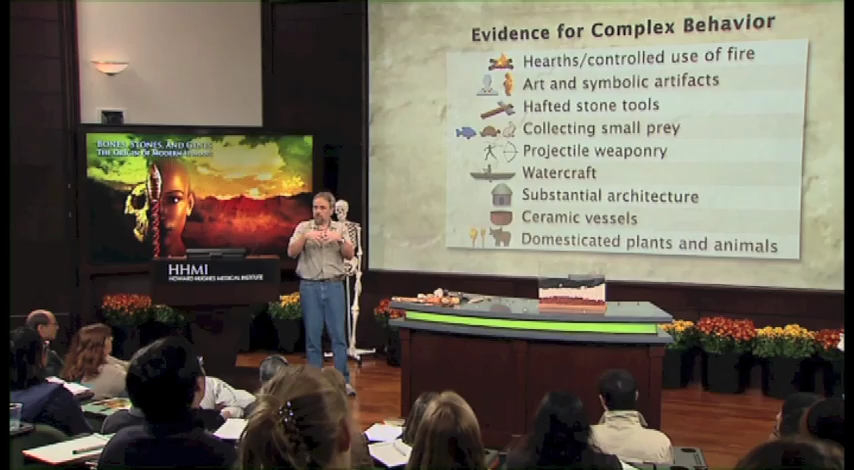 Evidence for Complex Behavior
Hearths/controlled use of fire
Art and symbolic artifacts
Hafted stone tools
Collecting small prey
Projectile weaponry
Watercraft
Substantial architecture
Ceramic vessels
Domesticated plants and animals
BONES, STONES, AND GENES
THE ORIGIN OF MODERN HUMANS
HHMI
HOWARD HUGHES MEDICAL INSTITUTE